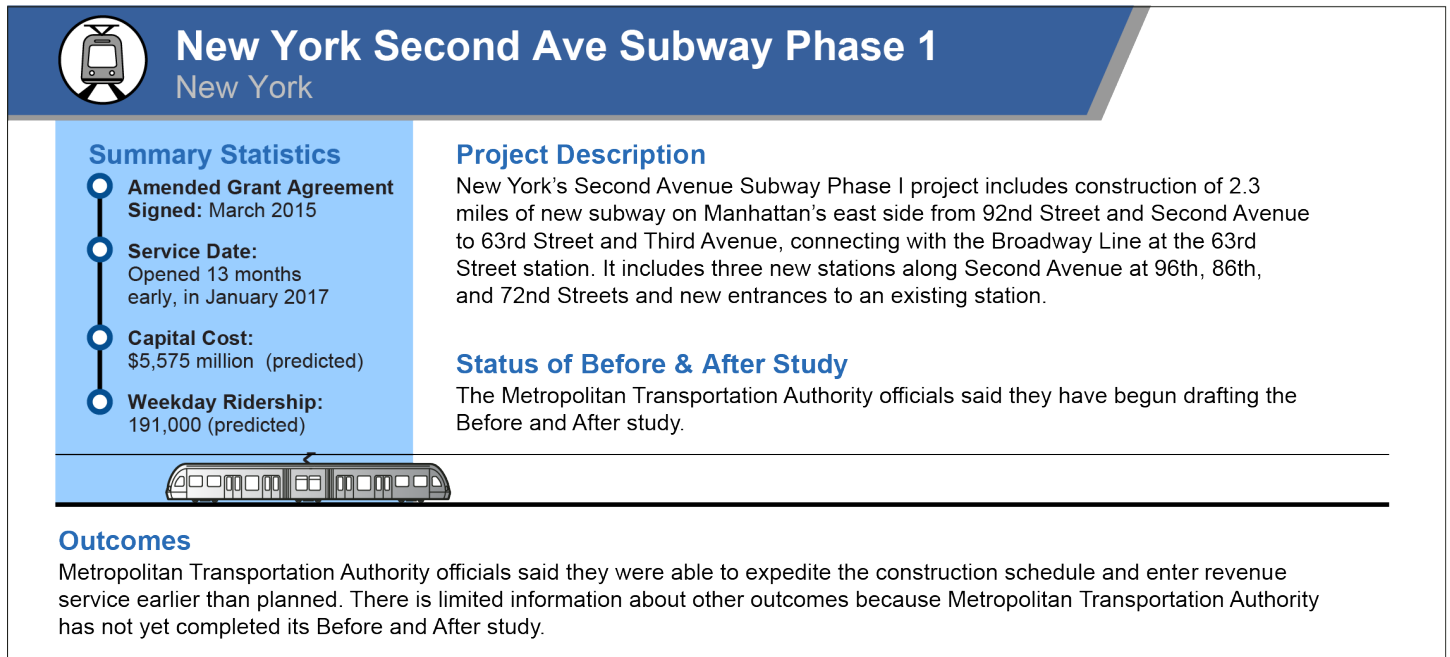 New York Second Ave Subway Phase 1
New York
Summary Statistics
Amended Grant Agreement
Signed: March 2015
Service Date:
Opened 13 months
early, in January 2017
Capital Cost:
$5,575 million (predicted)
Weekday Ridership:
191,000 (predicted)
Project Description
New York’s Second Avenue Subway Phase I project includes construction of 2.3
miles of new subway on Manhattan’s east side from 92nd Street and Second Avenue
to 63rd Street and Third Avenue, connecting with the Broadway Line at the 63rd
Street station. It includes three new stations along Second Avenue at 96th, 86th,
and 72nd Streets and new entrances to an existing station.
Status of Before & After Study
The Metropolitan Transportation Authority officials said they have begun drafting the
Before and After study.
Outcomes
Metropolitan Transportation Authority officials said they were able to expedite the construction schedule and enter revenue
service earlier than planned. There is limited information about other outcomes because Metropolitan Transportation Authority
has not yet completed its Before and After study.